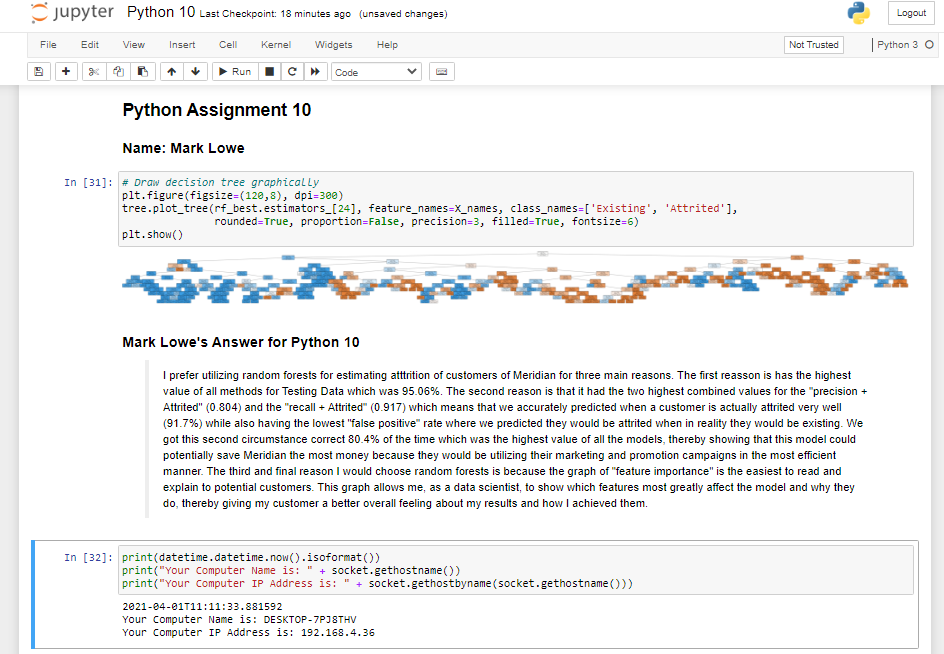 jupyter Python 10 Last Checkpoint: 18 minutes ago (unsaved changes) Logout
File Edit View Insert Cell Kernel Widgets Help Not Trusted Python 3
Run Code
Python Assignment 10
Name: Mark Lowe
In [31]: # Draw decision tree graphically
plt.figure(figsize=(120,8), dpi=300)
tree.plot_tree(rf_best.estimators_[24], feature_names=X_names, class_names=['Existing', 'Attrited'],
rounded=True, proportion=False, precision=3, filled=True, fontsize=6)
plt.show()
Mark Lowe's Answer for Python 10
I prefer utilizing random forests for estimating atttrition of customers of Meridian for three main reasons. The first reasson is has the highest
value of all methods for Testing Data which was 95.06%. The second reason is that it had the two highest combined values for the "precision +
Attrited" (0.804) and the "recall + Attrited" (0.917) which means that we accurately predicted when a customer is actually attrited very well
(91.7%) while also having the lowest "false positive" rate where we predicted they would be attrited when in reality they would be existing. We
got this second circumstance correct 80.4% of the time which was the highest value of all the models, thereby showing that this model could
potentially save Meridian the most money because they would be utilizing their marketing and promotion campaigns in the most efficient
manner. The third and final reason I would choose random forests is because the graph of "feature importance" is the easiest to read and
explain to potential customers. This graph allows me, as a data scientist, to show which features most greatly affect the model and why they
do, thereby giving my customer a better overall feeling about my results and how I achieved them.
In [32]: print(datetime.datetime.now().isoformat())
print("Your Computer Name is: " + socket.gethostname())
print("Your Computer IP Address is: " + socket.gethostbyname(socket.gethostname()))
2021-04-01T11:11:33.881592
Your Computer Name is: DESKTOP-7PJ8THV
Your Computer IP Address is: 192.168.4.36